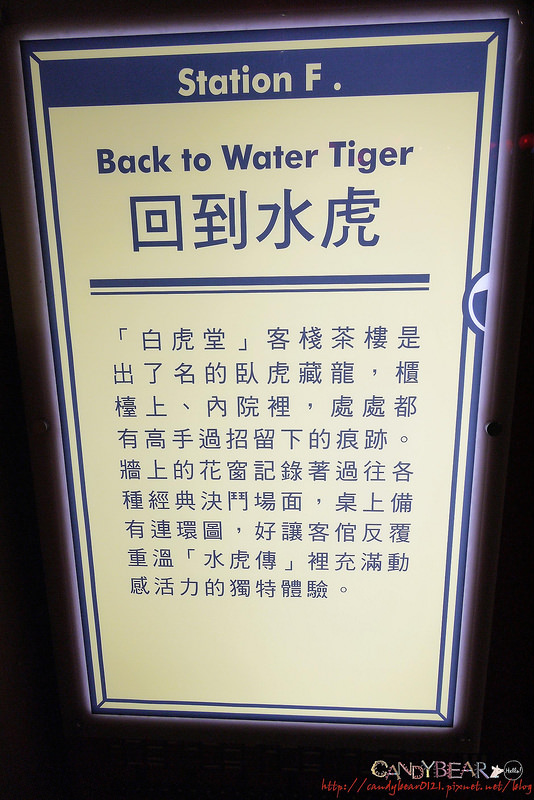 Station F .
Back to Water Tiger
回到水虎
「白虎堂」客棧茶樓是
出了名的臥虎藏龍，櫃
檯上、內院裡，處處都
有高手過招留下的痕跡。
牆上的花窗記錄著過往各
種經典決鬥場面，桌上備
有連環圖，好讓客倌反覆
重溫「水虎傳」裡充滿動
感活力的獨特體驗。
CANDYBEAR Hello!
http://candybear0121.pixnet.net/blog